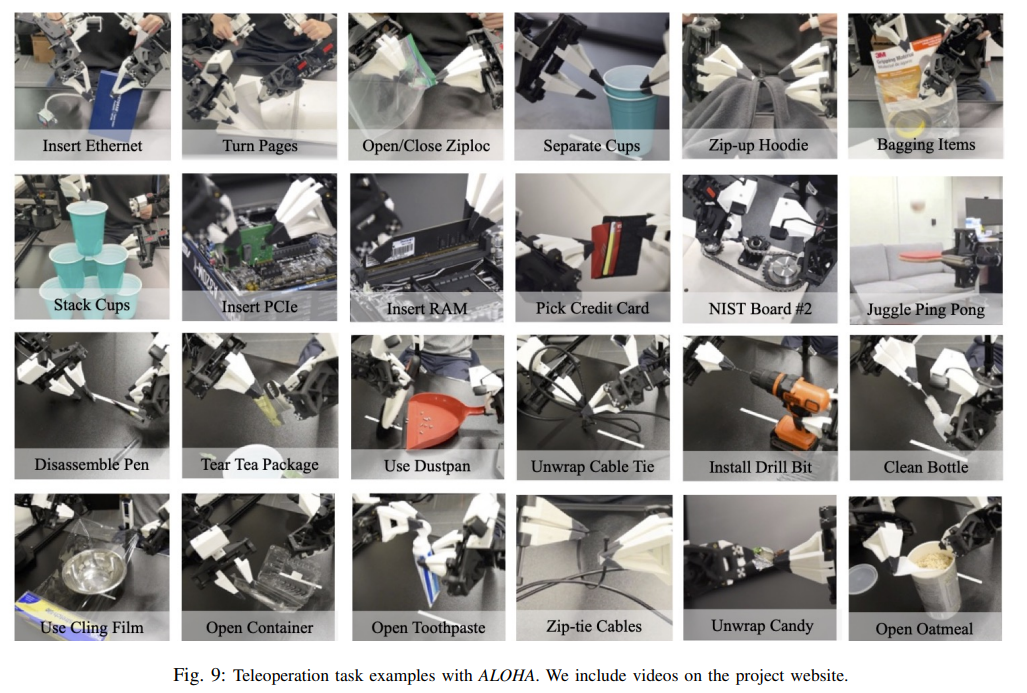 Insert Ethernet
Turn Pages
Open/Close Ziploc
Separate Cups
Zip-up Hoodie
Bagging Items
3M
Stack Cups
Insert PCIe
Insert RAM
Pick Credit Card
NIST Board #2
Juggle Ping Pong
Disassemble Pen
Tear Tea Package
Use Dustpan
Unwrap Cable Tie
Install Drill Bit
Clean Bottle
Use Cling Film
Open Container
Open Toothpaste
Zip-tie Cables
Unwrap Candy
Open Oatmeal
Fig. 9: Teleoperation task examples with ALOHA. We include videos on the project website.